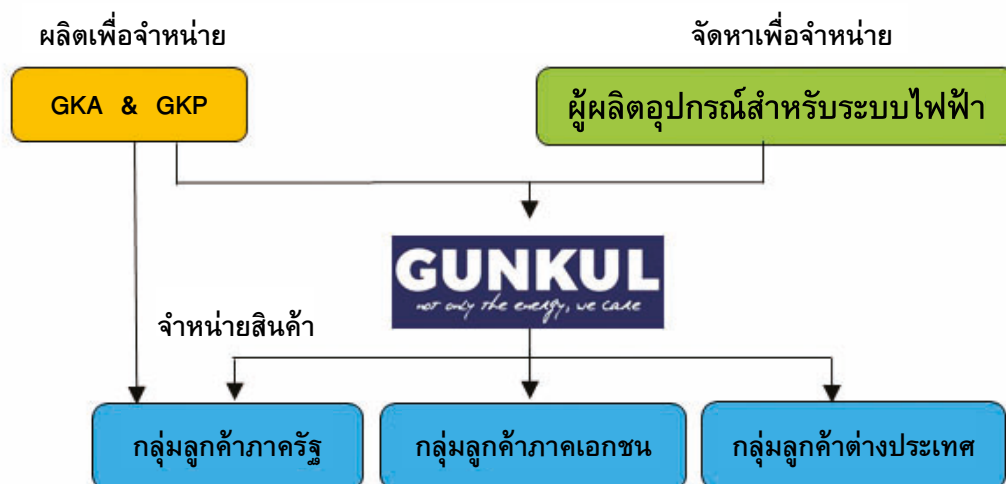 ผลิตเพื่อจำหน่าย
จัดหาเพื่อจำหน่าย
GKA & GKP
ผู้ผลิตอุปกรณ์สำหรับระบบไฟฟ้า
GUNKUL
not only the energy, we care
จำหน่ายสินค้า
กลุ่มลูกค้าภาครัฐ
กลุ่มลูกค้าภาคเอกชน
กลุ่มลูกค้าต่างประเทศ